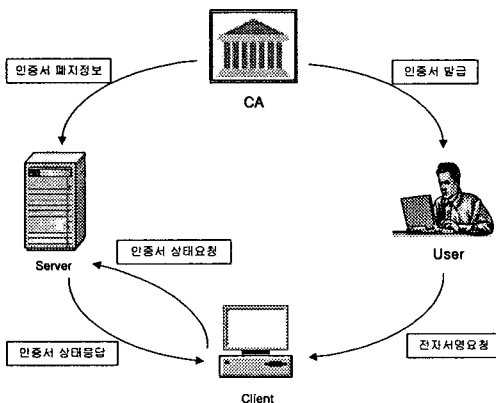 인증서 폐지정보
인증서 발급
CA
Server
인증서 상태요청
User
인증서 상태응답
전자서명요청
Client